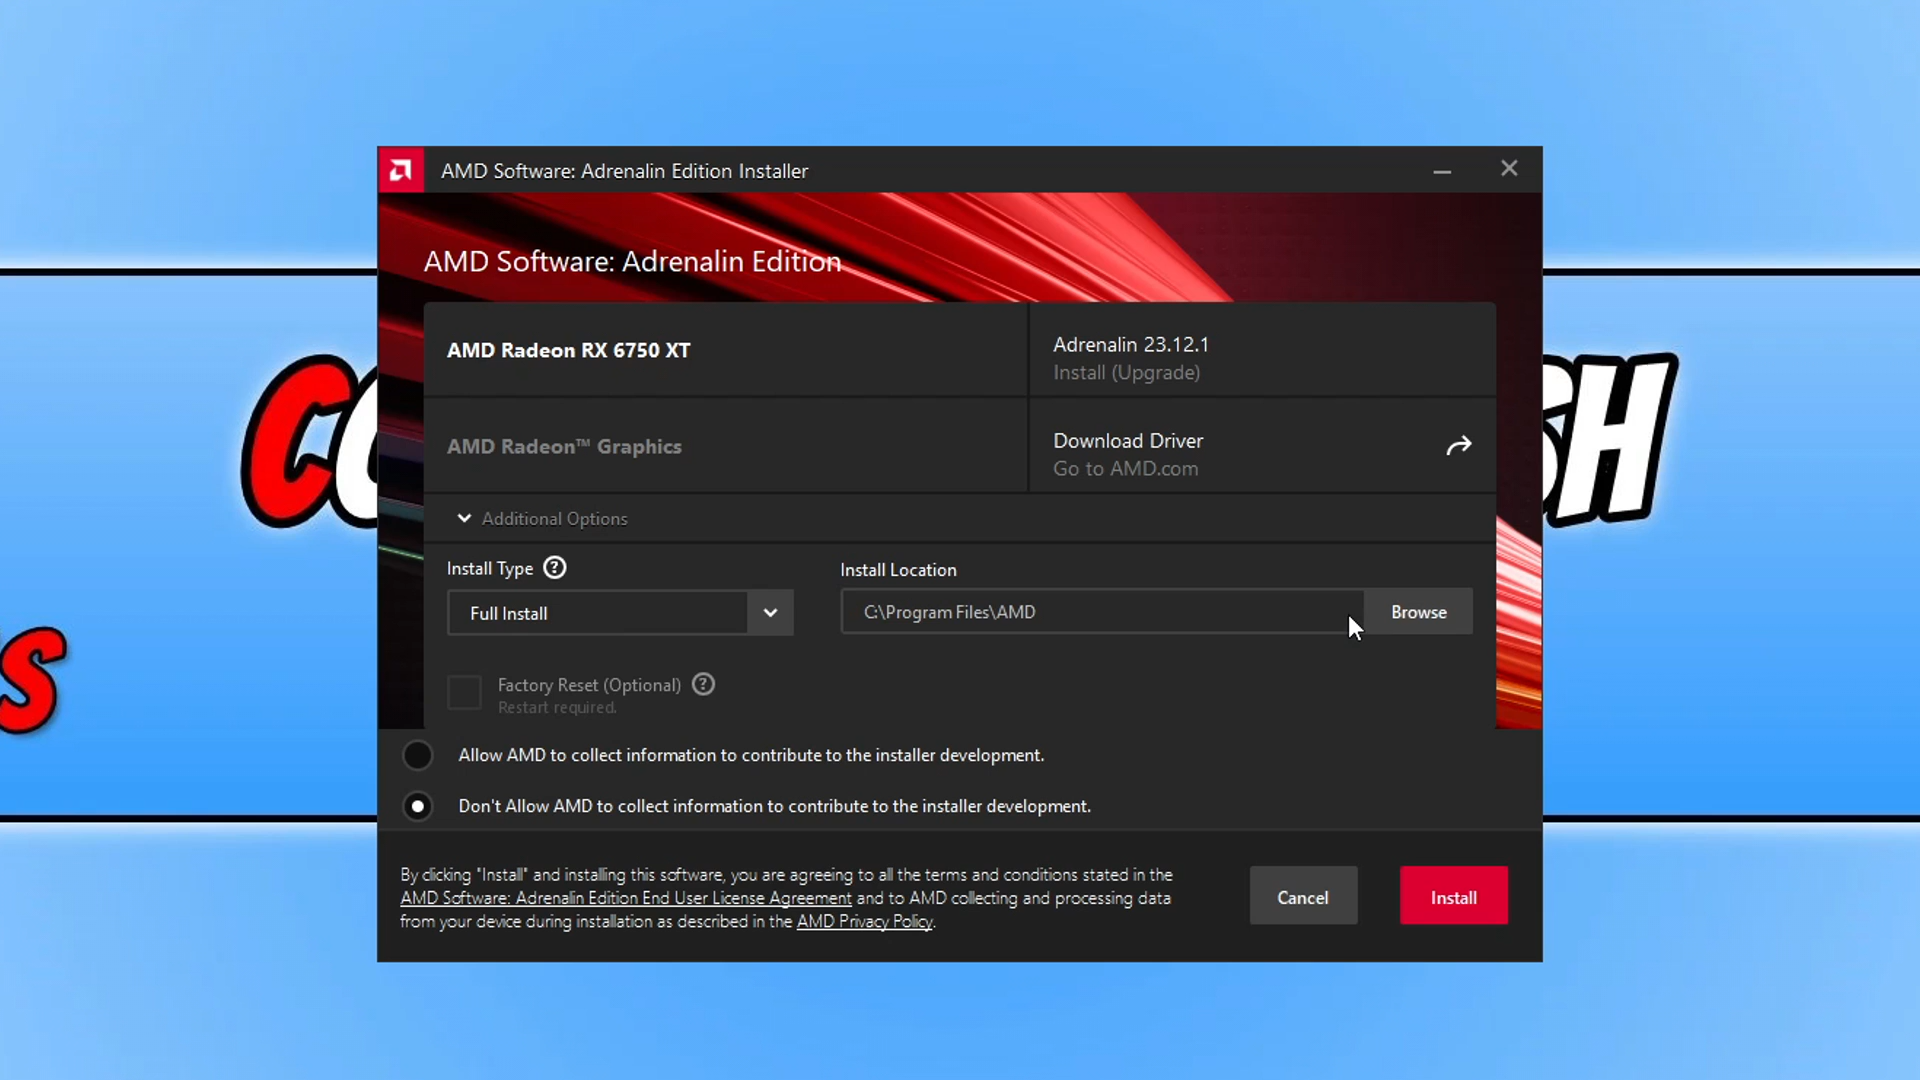 AMD Software: Adrenalin Edition Installer
AMD Software: Adrenalin Edition
AMD Radeon RX 6750 XT
Adrenalin 23.12.1
Install (Upgrade)
AMD Radeon™ Graphics
Download Driver
Go to AMD.com
Additional Options
Install Type
Install Location
Full Install
C:\Program Files\AMD
Browse
Factory Reset (Optional)
Restart required.
Allow AMD to collect information to contribute to the installer development.
Don't Allow AMD to collect information to contribute to the installer development.
By clicking "Install" and installing this software, you are agreeing to all the terms and conditions stated in the
AMD Software: Adrenalin Edition End User License Agreement and to AMD collecting and processing data
from your device during installation as described in the AMD Privacy Policy.
Cancel
Install